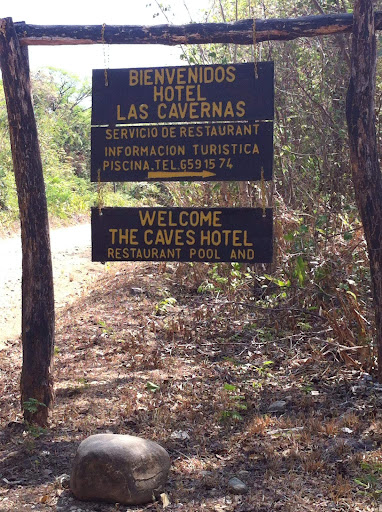 BIENVENIDOS
HOTEL
LAS CAVERNAS
SERVICIO DE RESTAURANT
INFORMACION TURISTICA
PISCINA,TEL.659 15 74
WELCOME
THE CAVES HOTEL
RESTAURANT POOL AND